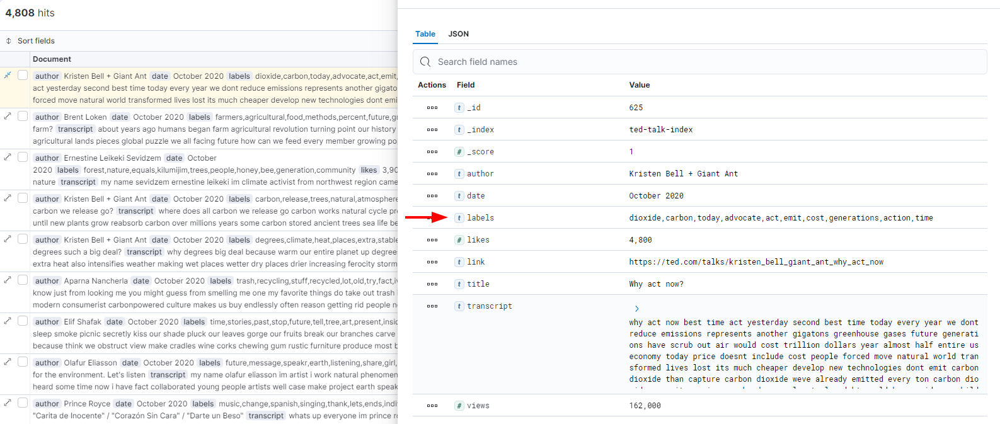 4,808 hits
Sort fields
Document
author Kristen Bell + Giant Ant date October 2020 labels dioxide,carbon,today,advocate,act,emit,
act yesterday second best time today every year we dont reduce emissions represents another gigato
forced move natural world transformed lives lost its much cheaper develop new technologies dont emi
author Brent Loken date October 2020 labels farmers,agricultural,food,methods,percent,future,gr
farm? transcript about years ago humans began farm agricultural revolution turning point our history
agricultural lands pieces global puzzle we all facing future how can we feed every member growing po
author Ernestine Leikeki Sevidzem date October
2020 labels forest,nature,equals,kilumijim,trees,people,honey,bee,generation,community likes 3,90
nature transcript my name sevidzem ernestine leikeki im climate activist from northwest region came
author Kristen Bell + Giant Ant date October 2020 labels carbon,release,trees,natural,atmosphere
carbon we release go? transcript where does all carbon we release go carbon works natural cycle pr
until new plants grow reabsorb carbon over millions years some carbon stored ancient trees sea life be
author Kristen Bell + Giant Ant date October 2020 labels degrees,climate,heat,places,extra,stable
degrees such a big deal? transcript why degrees big deal because warm our entire planet up degrees
extra heat also intensifies weather making wet places wetter dry places drier increasing ferocity storm
author Aparna Nancherla date October 2020 labels trash,recycling,stuff,recycled,lot,old,try,fact,iv
know just from looking me you might guess from smelling me one my favorite things do take out trash
modern consumerist carbonpowered culture makes us buy endlessly often reason getting rid people n
author Elif Shafak date October 2020 labels time,stories,past,stop,future,tell,tree,art,present,insid
sleep smoke picnic secretly kiss our shade pluck our leaves gorge our fruits break our branches carve
because think we obstruct view make cradles wine corks chewing gum rustic furniture produce most b
author Olafur Eliasson date October 2020 labels future,message,speakr,earth,listening,share,girl,
for the environment. Let's listen transcript my name olafur eliasson im artist i work natural phenomen
heard some time now i have fact collaborated young people artists well case make project earth speak
author Prince Royce date October 2020 labels music,change,spanish,singing,thank,lets,ends,indi
"Carita de Inocente" / "Corazón Sin Cara" / "Darte un Beso" transcript whats up everyone im prince r
Table JSON
Search field names
Actions Field Value
t _id 625
t _index ted-talk-index
# _score 1
t author Kristen Bell + Giant Ant
t date October 2020
t labels dioxide,carbon,today,advocate,act,emit,cost,generations,action,time
# likes 4,800
t link https://ted.com/talks/kristen_bell_giant_ant_why_act_now
t title Why act now?
t transcript
why act now best time act yesterday second best time today every year we dont
reduce emissions represents another gigatons greenhouse gases future generati
ons have scrub out air would cost trillion dollars year almost half entire us
economy today price doesnt include cost people forced move natural world tran
sformed lives lost its much cheaper develop new technologies dont emit carbon
dioxide than capture carbon dioxide weve already emitted every ton carbon dio
# views 162,000